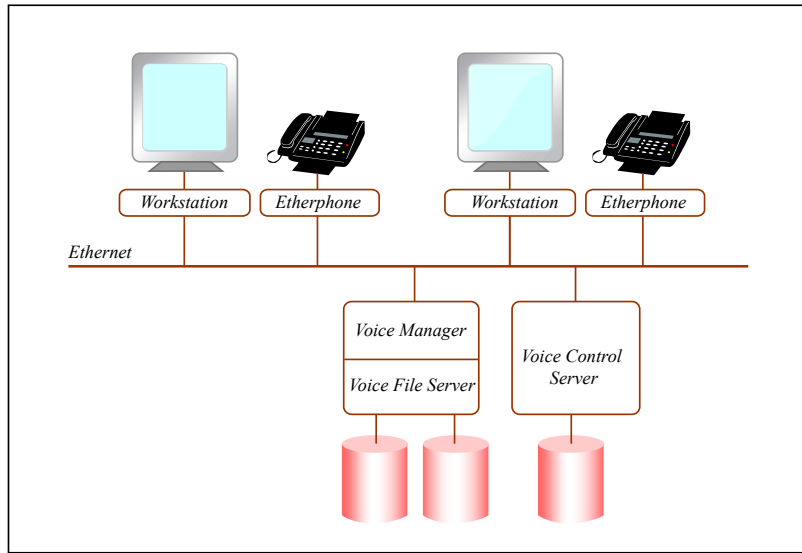 Workstation
Etherphone
Workstation
Etherphone
Ethernet
Voice Manager
Voice File Server
Voice Control
Server